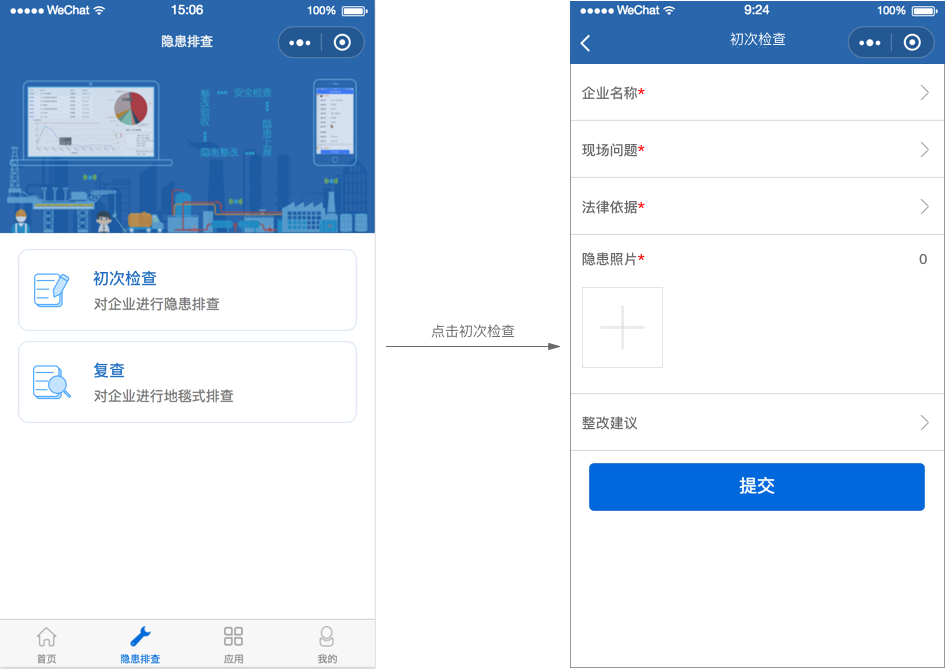 WeChat 15:06 100%
隐患排查
安全检查
隐患整改
初次检查
对企业进行隐患排查
复查
对企业进行地毯式排查
首页 隐患排查 应用 我的
点击初次检查
WeChat 9:24 100%
初次检查
企业名称*
现场问题*
法律依据*
隐患照片* 0
整改建议
提交